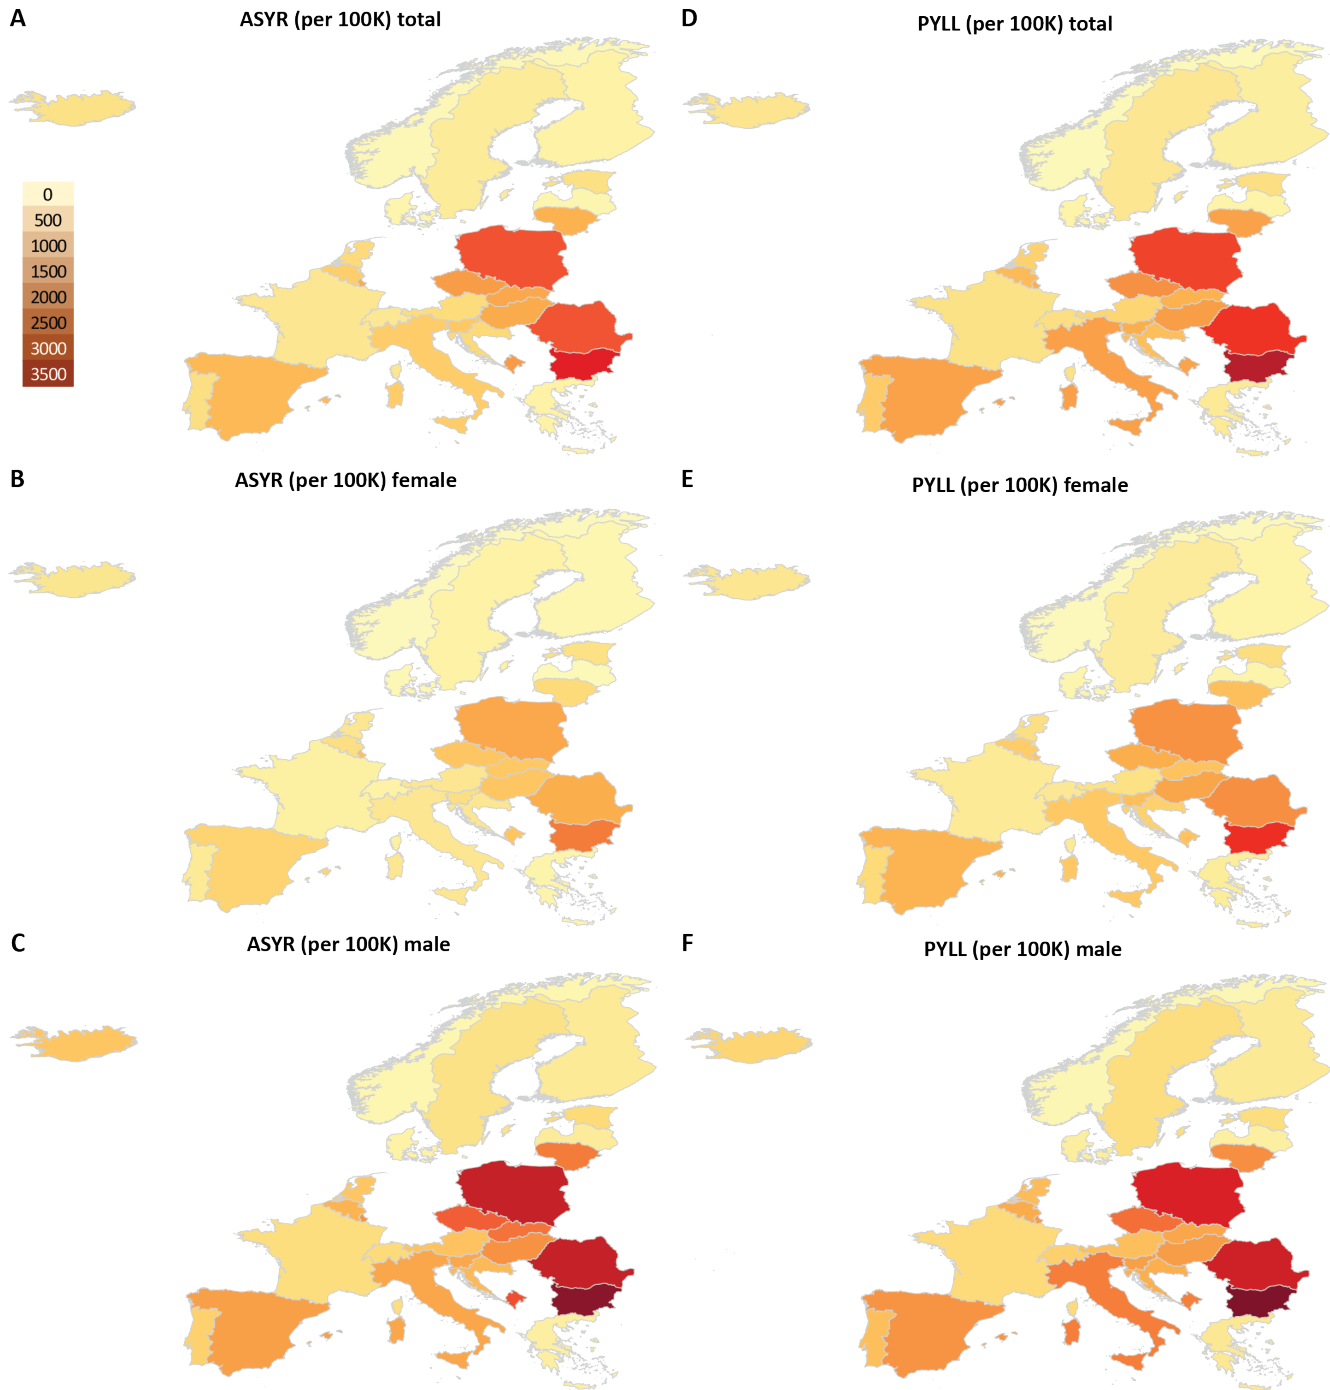 A
ASYR (per 100K) total
D
PYLL (per 100K) total
0
500
1000
1500
2000
2500
3000
3500
B
ASYR (per 100K) female
E
PYLL (per 100K) female
C
ASYR (per 100K) male
F
PYLL (per 100K) male